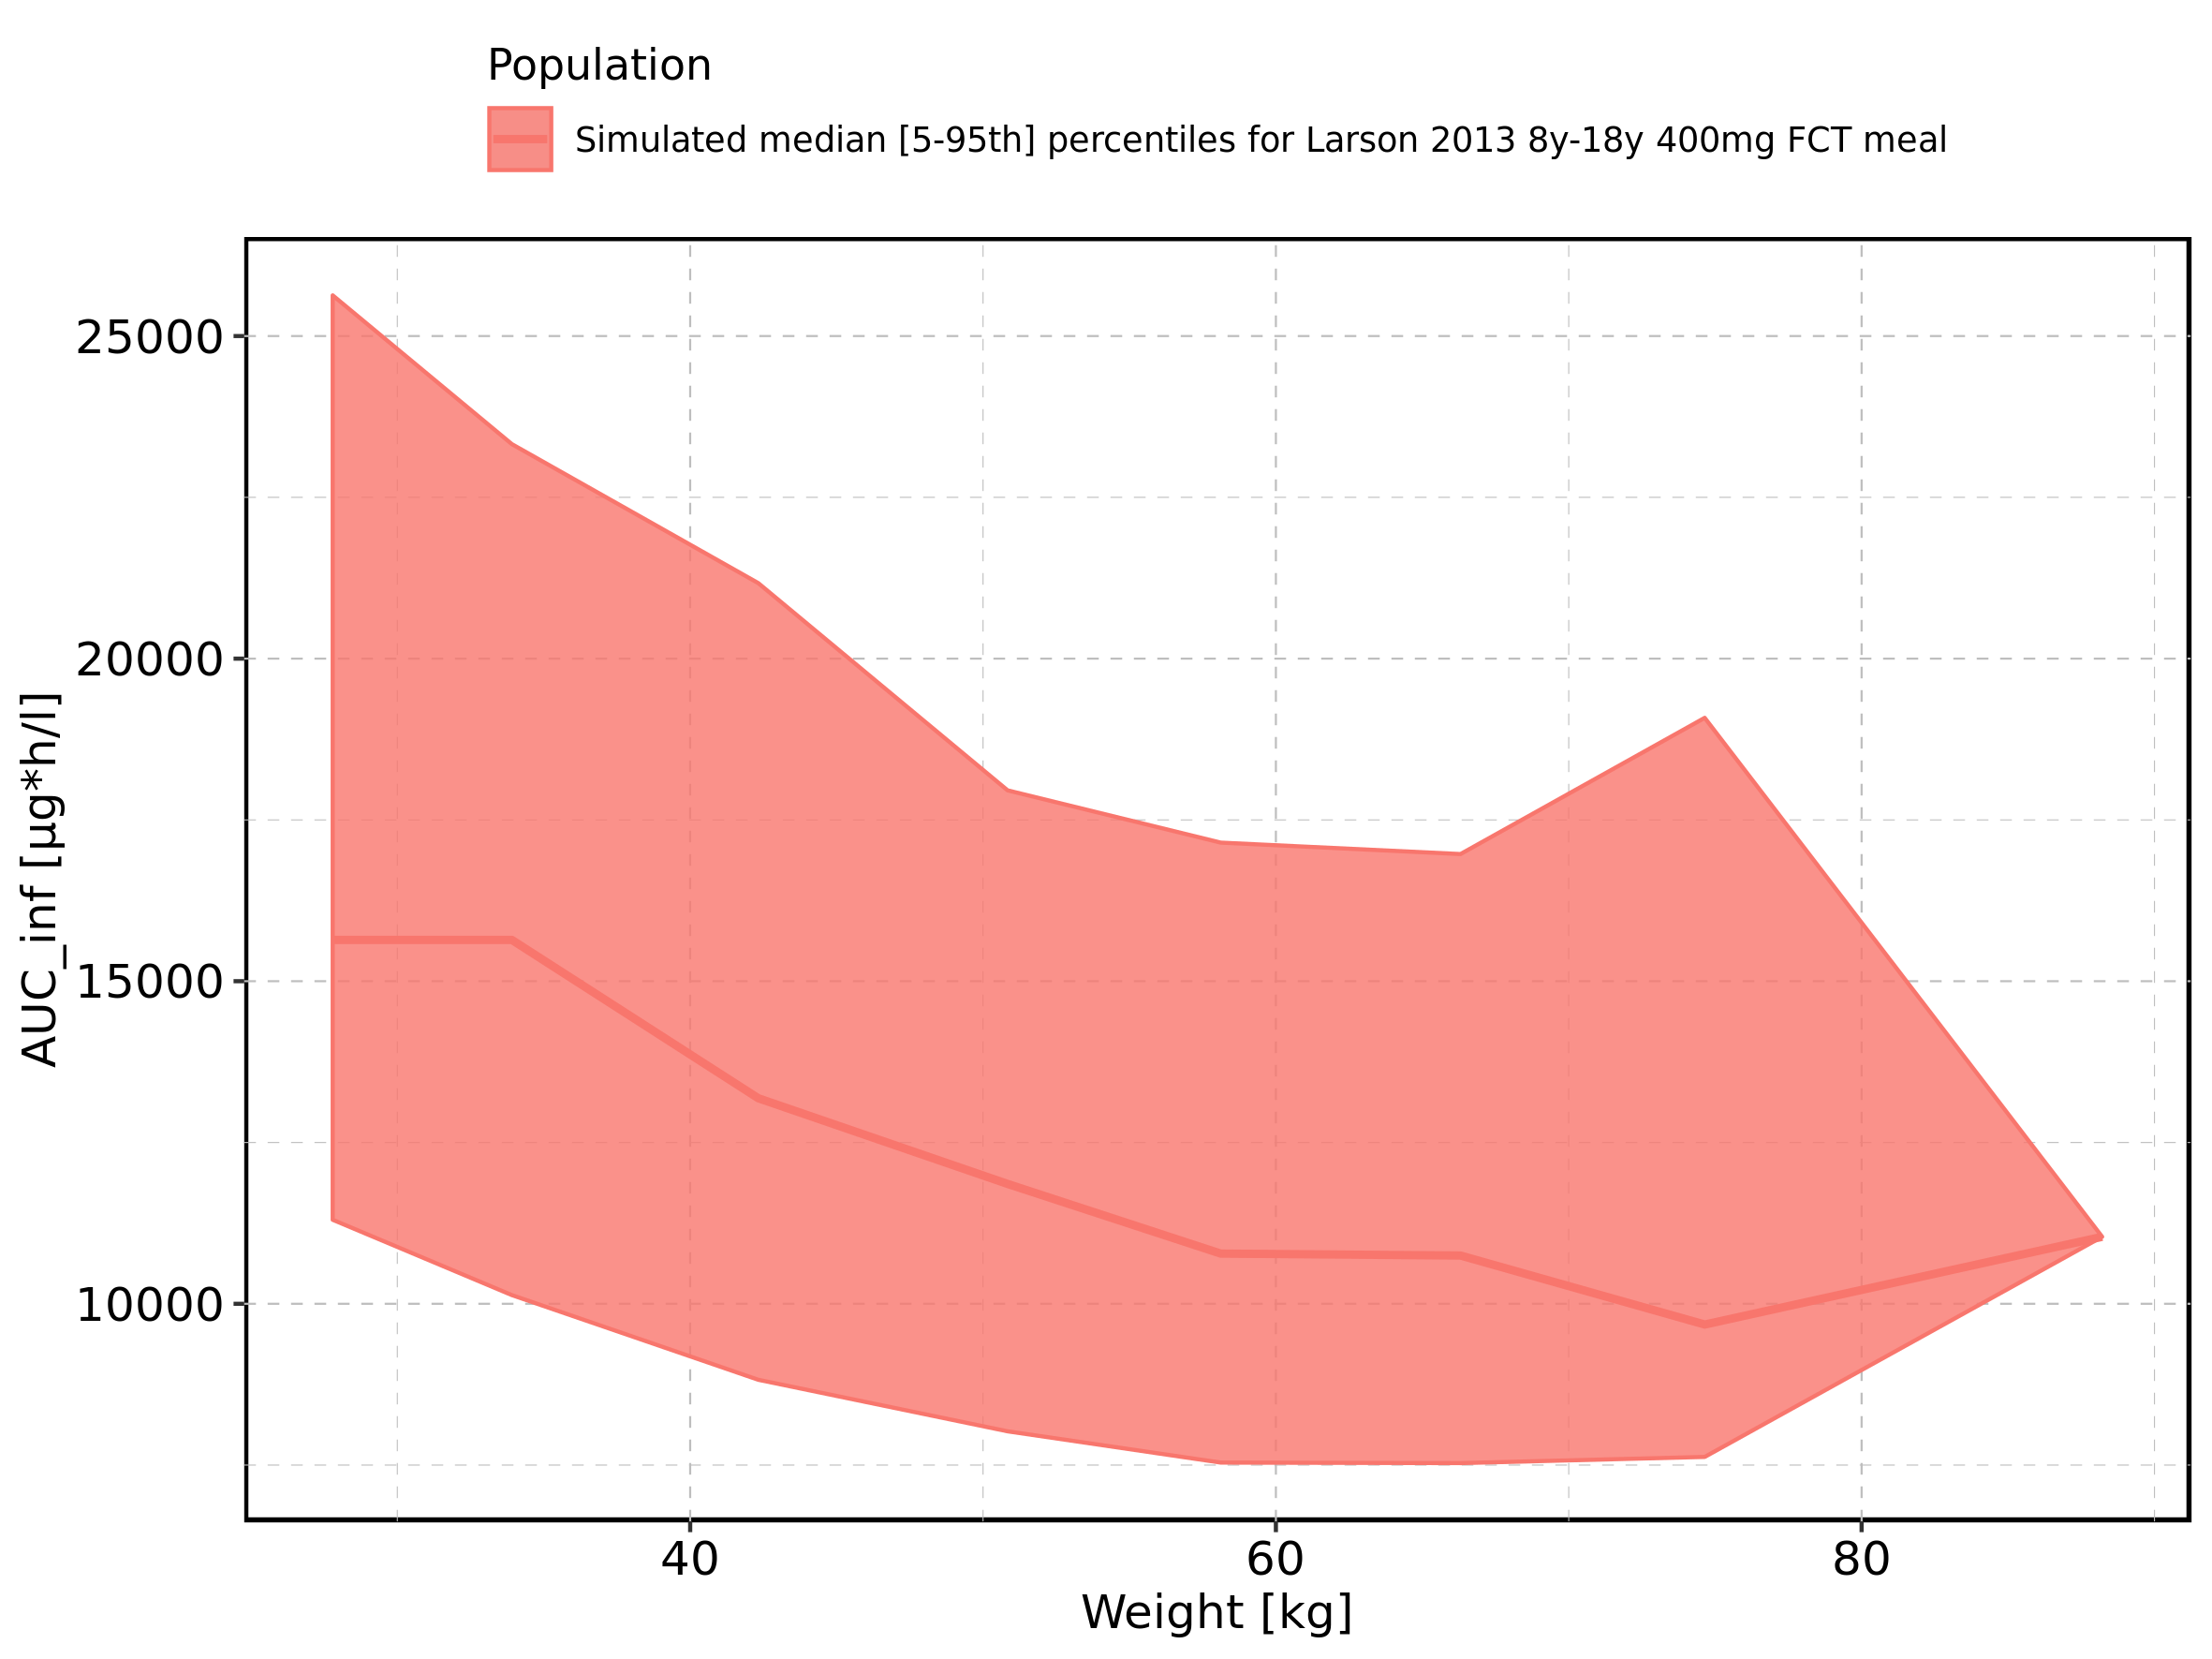 Population
Simulated median [5-95th] percentiles for Larson 2013 8y-18y 400mg FCT meal
AUC_inf [µg*h/l]
25000
20000
15000
10000
40 60 80
Weight [kg]